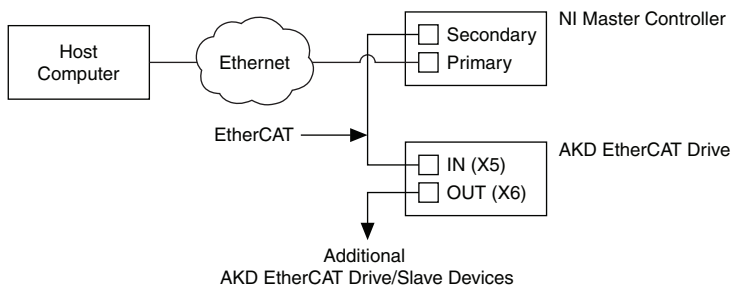 NI Master Controller
Host
Computer
Ethernet
Secondary
Primary
EtherCAT
AKD EtherCAT Drive
IN (X5)
OUT (X6)
Additional
AKD EtherCAT Drive/Slave Devices